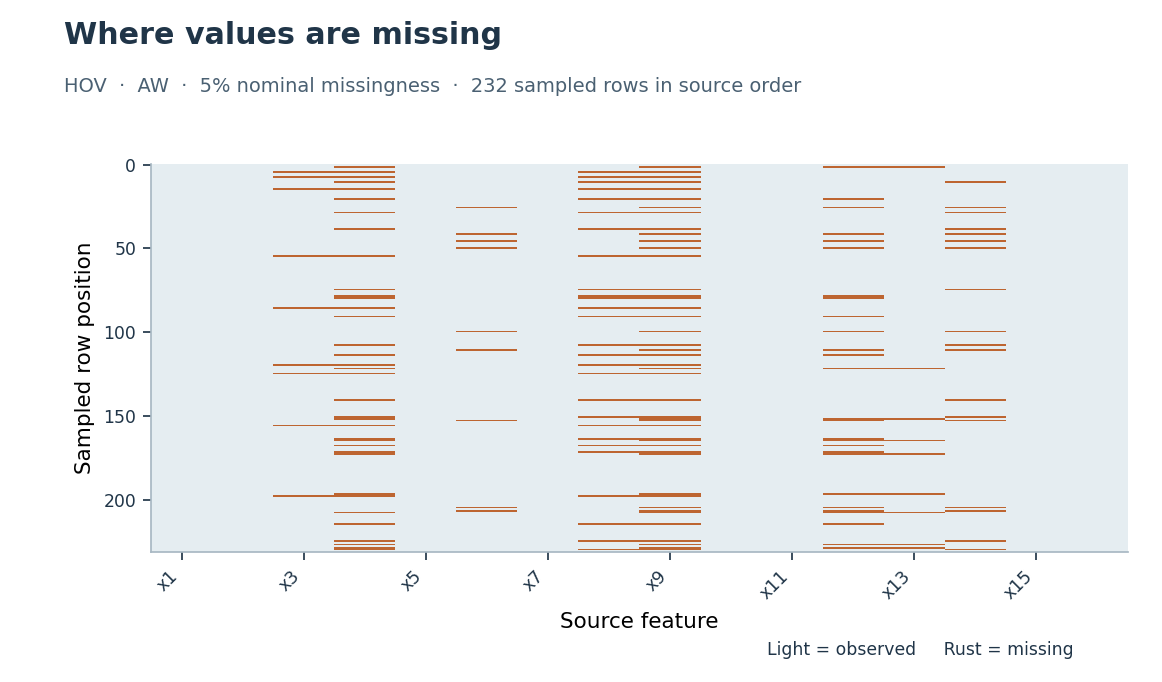 Where values are missing
HOV · AW · 5% nominal missingness · 232 sampled rows in source order
0
50
100
150
200
Sampled row position
x1
x3
x5
x7
x9
x11
x13
x15
Source feature
Light = observed Rust = missing